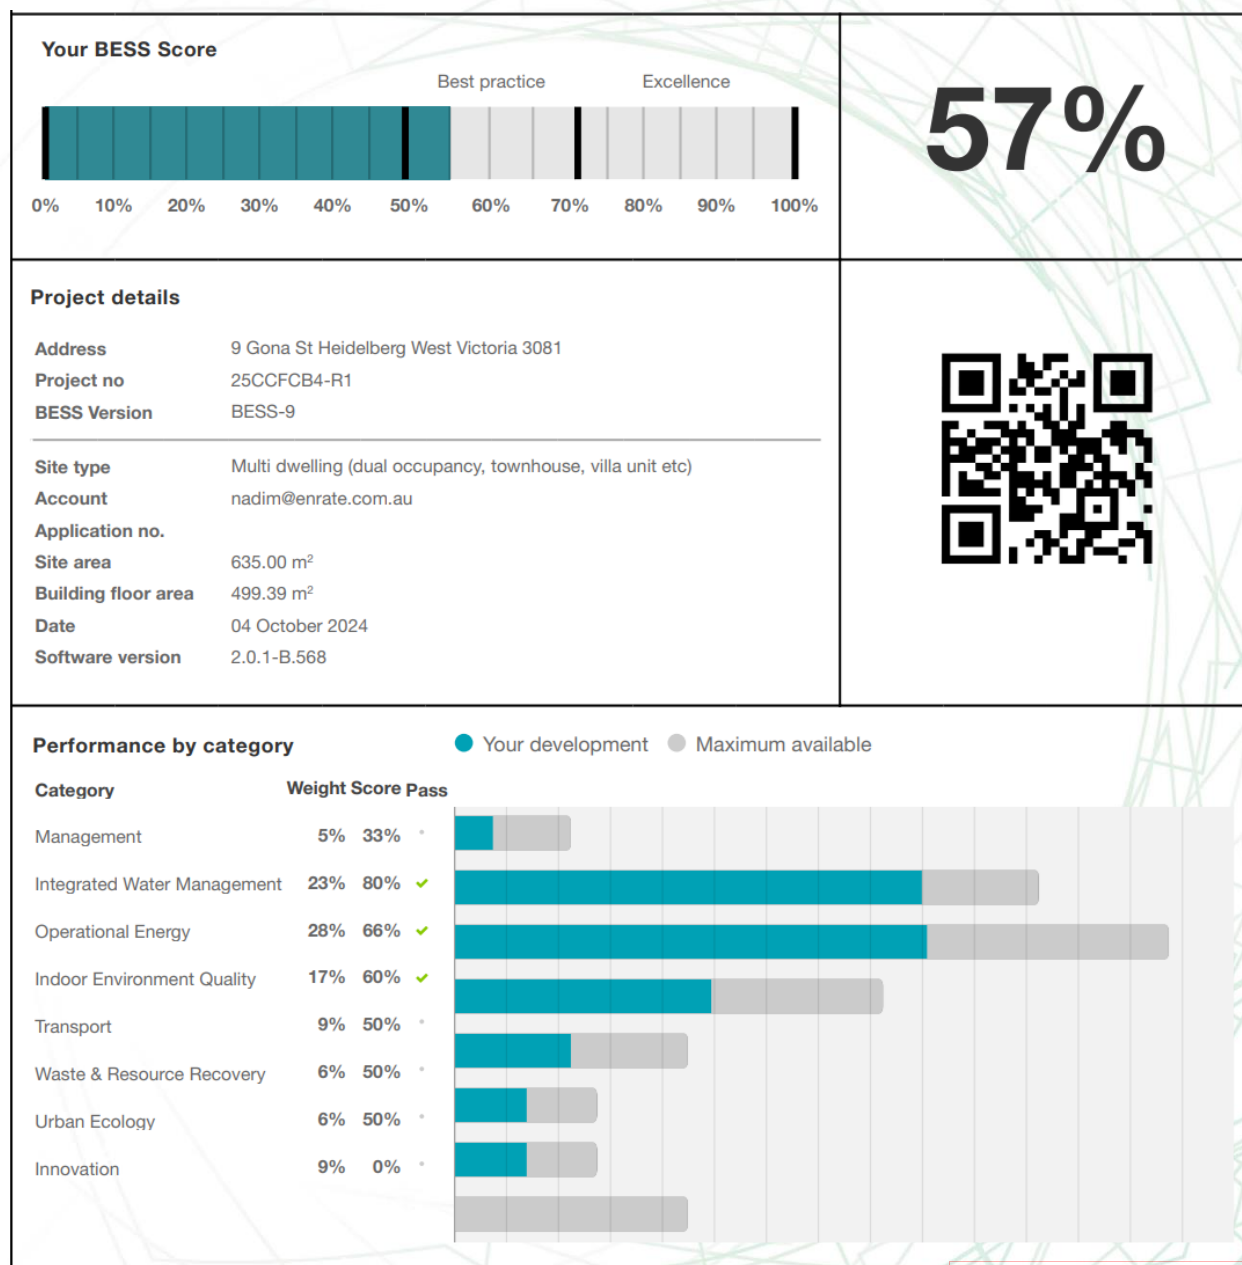 Your BESS Score
Best practice Excellence
0% 10% 20% 30% 40% 50% 60% 70% 80% 90% 100%
57%
Project details
Address 9 Gona St Heidelberg West Victoria 3081
Project no 25CCFCB4-R1
BESS Version BESS-9
Site type Multi dwelling (dual occupancy, townhouse, villa unit etc)
Account nadim@enrate.com.au
Application no.
Site area 635.00 m²
Building floor area 499.39 m²
Date 04 October 2024
Software version 2.0.1-B.568
Performance by category
Your development Maximum available
Category Weight Score Pass
Management 5% 33%
Integrated Water Management 23% 80% ✓
Operational Energy 28% 66% ✓
Indoor Environment Quality 17% 60% ✓
Transport 9% 50%
Waste & Resource Recovery 6% 50%
Urban Ecology 6% 50%
Innovation 9% 0%